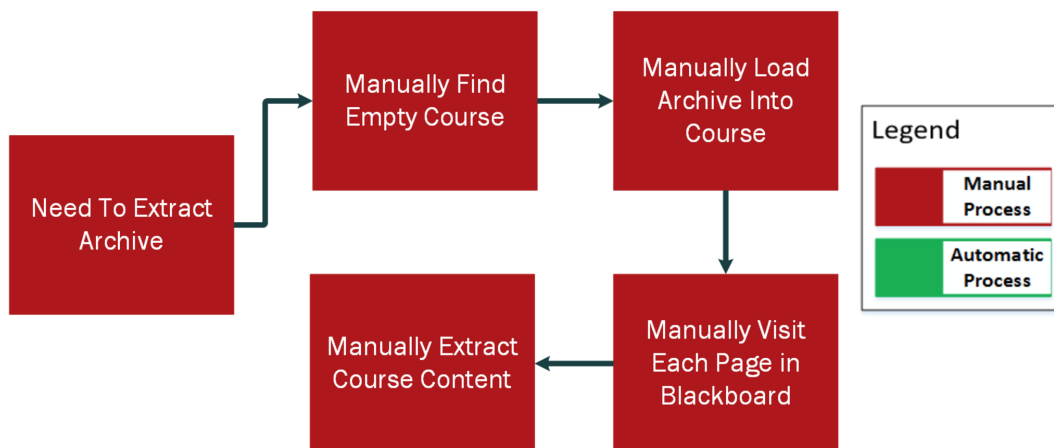 Need To Extract
Archive
Manually Find
Empty Course
Manually Load
Archive Into
Course
Manually Visit
Each Page in
Blackboard
Manually Extract
Course Content
Legend
Manual
Process
Automatic
Process